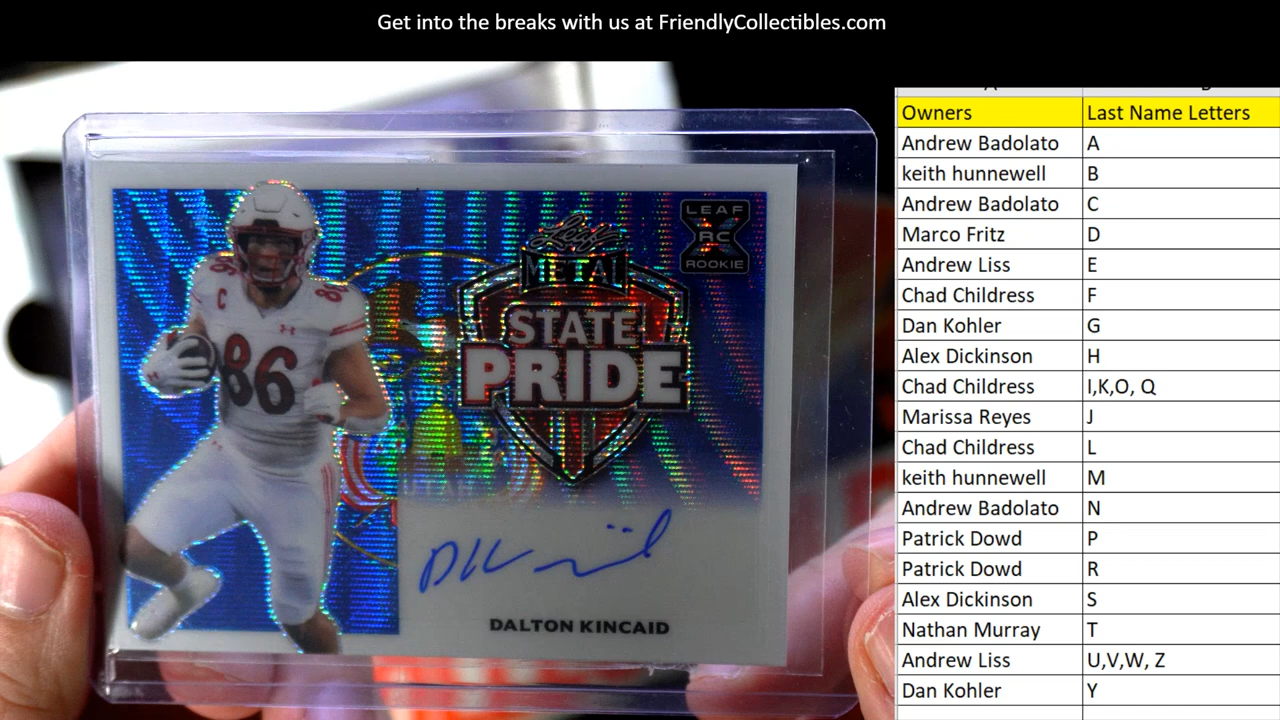 Get into the breaks with us at FriendlyCollectibles.com
LEAF
RC
ROOKIE
Leaf
METAL
STATE
PRIDE
C
86
86
DALTON KINCAID
Owners Last Name Letters
Andrew Badolato A
keith hunnewell B
Andrew Badolato C
Marco Fritz D
Andrew Liss E
Chad Childress F
Dan Kohler G
Alex Dickinson H
Chad Childress I,K,O, Q
Marissa Reyes J
Chad Childress L
keith hunnewell M
Andrew Badolato N
Patrick Dowd P
Patrick Dowd R
Alex Dickinson S
Nathan Murray T
Andrew Liss U,V,W, Z
Dan Kohler Y